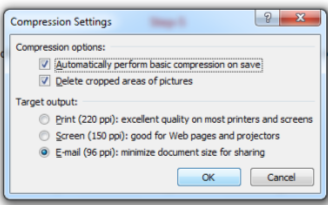 Compression Settings
Compression options:
Automatically perform basic compression on save
Delete cropped areas of pictures
Target output:
Print (220 ppi): excellent quality on most printers and screens
Screen (150 ppi): good for Web pages and projectors
E-mail (96 ppi): minimize document size for sharing
OK
Cancel